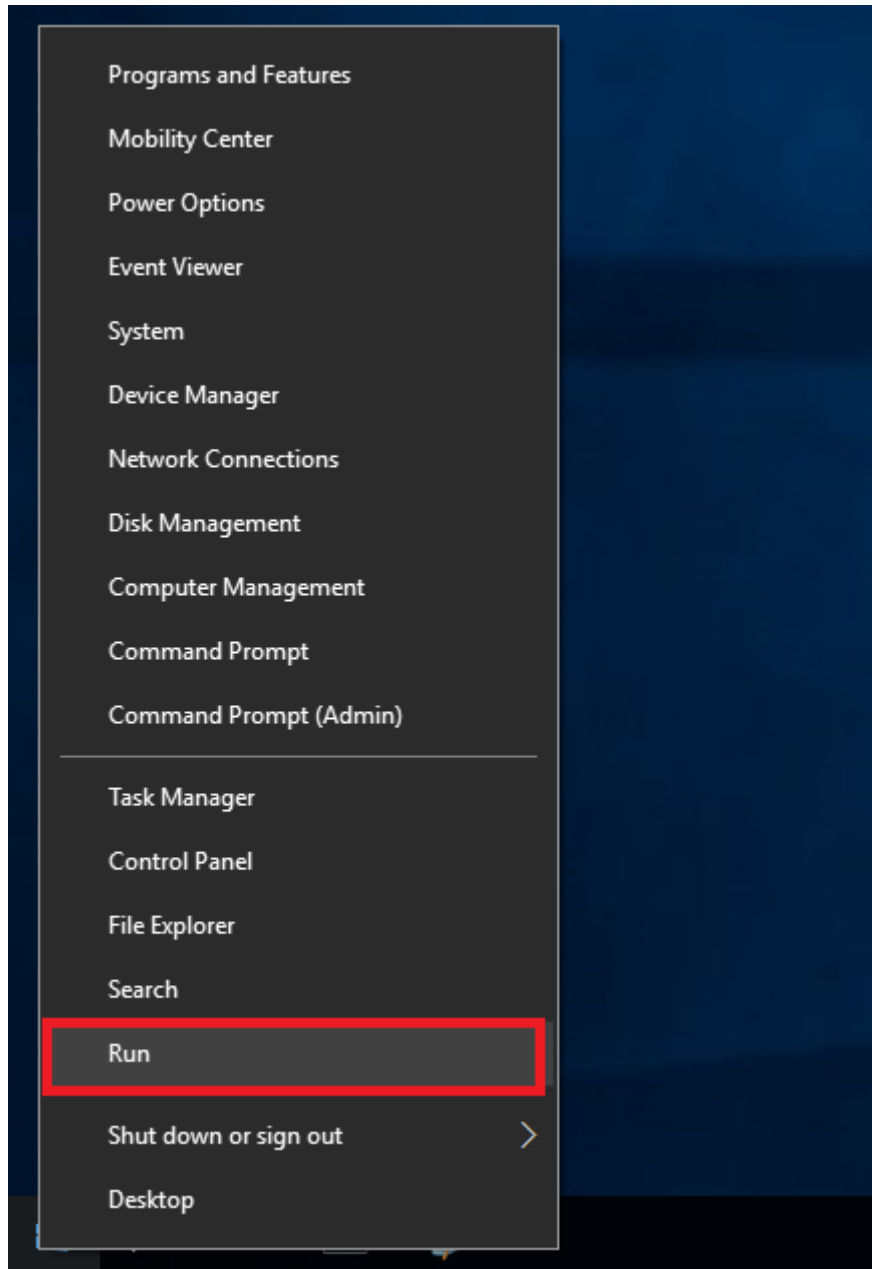 Programs and Features
Mobility Center
Power Options
Event Viewer
System
Device Manager
Network Connections
Disk Management
Computer Management
Command Prompt
Command Prompt (Admin)
Task Manager
Control Panel
File Explorer
Search
Run
Shut down or sign out
Desktop